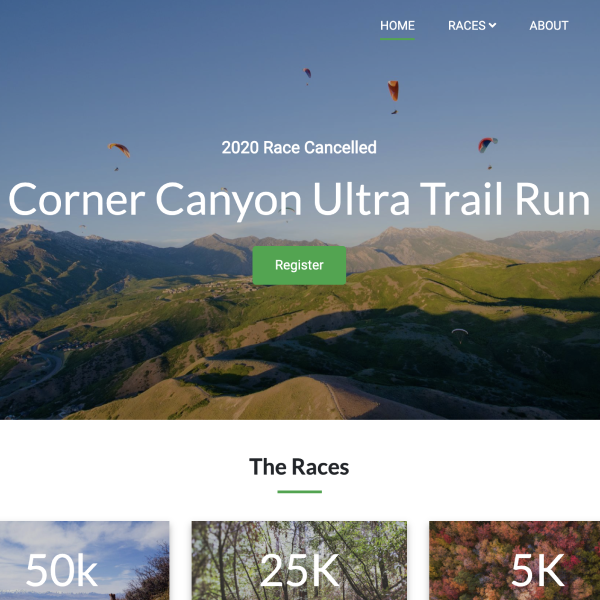 HOME RACES ABOUT
2020 Race Cancelled
Corner Canyon Ultra Trail Run
Register
The Races
50k 25K 5K